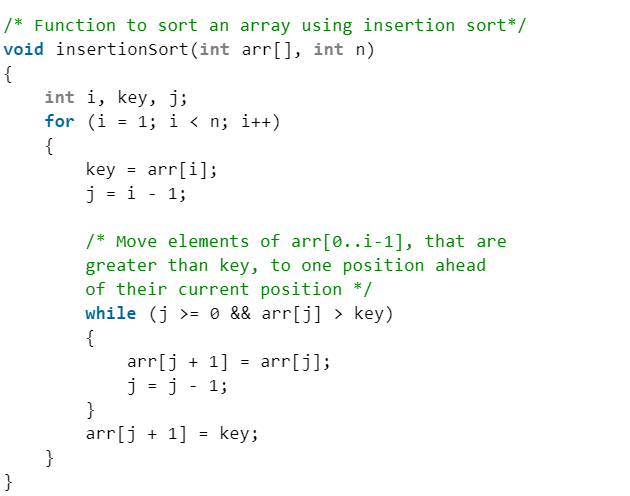 /* Function to sort an array using insertion sort*/
void insertionSort(int arr[], int n)
{
    int i, key, j;
    for (i = 1; i < n; i++)
    {
        key = arr[i];
        j = i - 1;

        /* Move elements of arr[0..i-1], that are
        greater than key, to one position ahead
        of their current position */
        while (j >= 0 && arr[j] > key)
        {
            arr[j + 1] = arr[j];
            j = j - 1;
        }
        arr[j + 1] = key;
    }
}